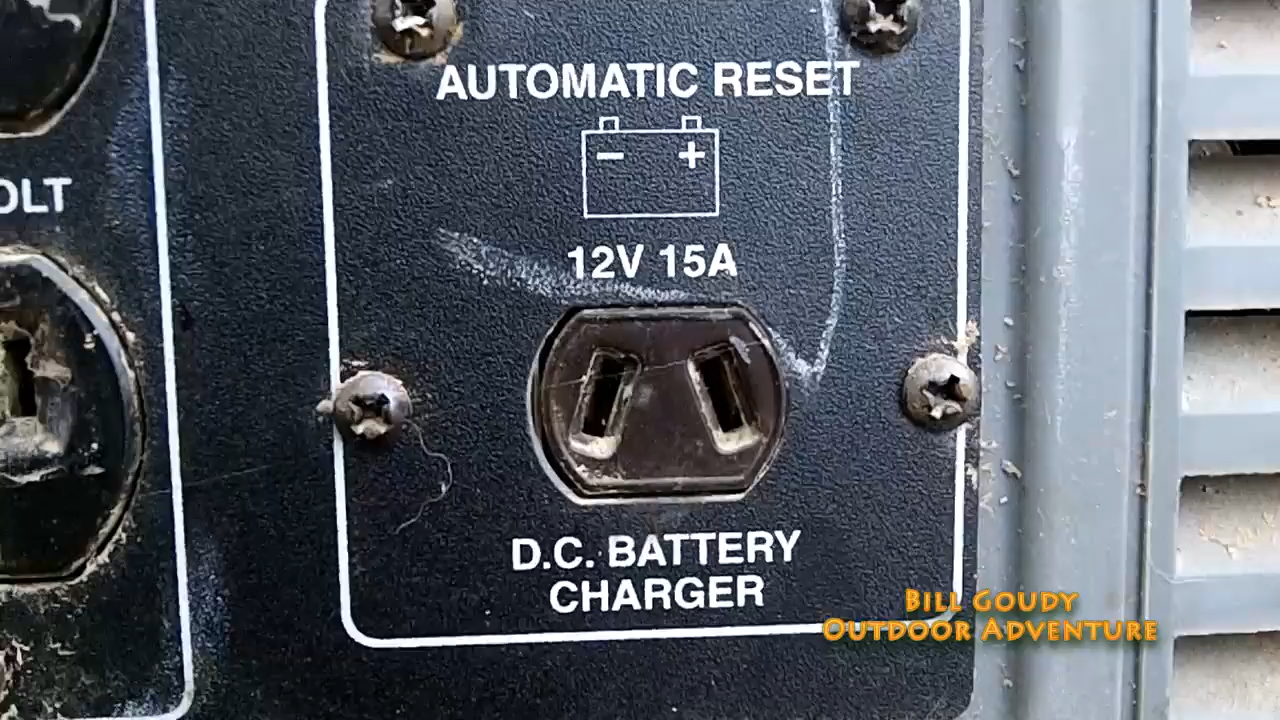 AUTOMATIC RESET
- +
12V 15A
OLT
D.C. BATTERY
CHARGER
BILL GOUDY
OUTDOOR ADVENTURE